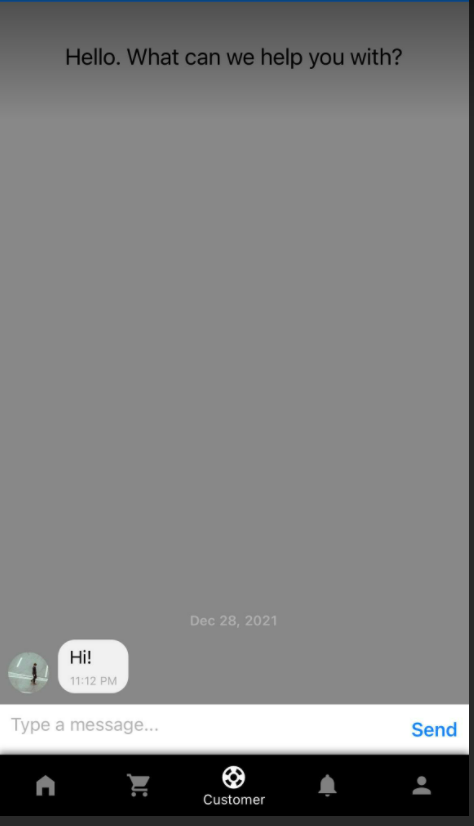 Hello. What can we help you with?
Dec 28, 2021
Hi!
11:12 PM
Type a message...
Send
Customer